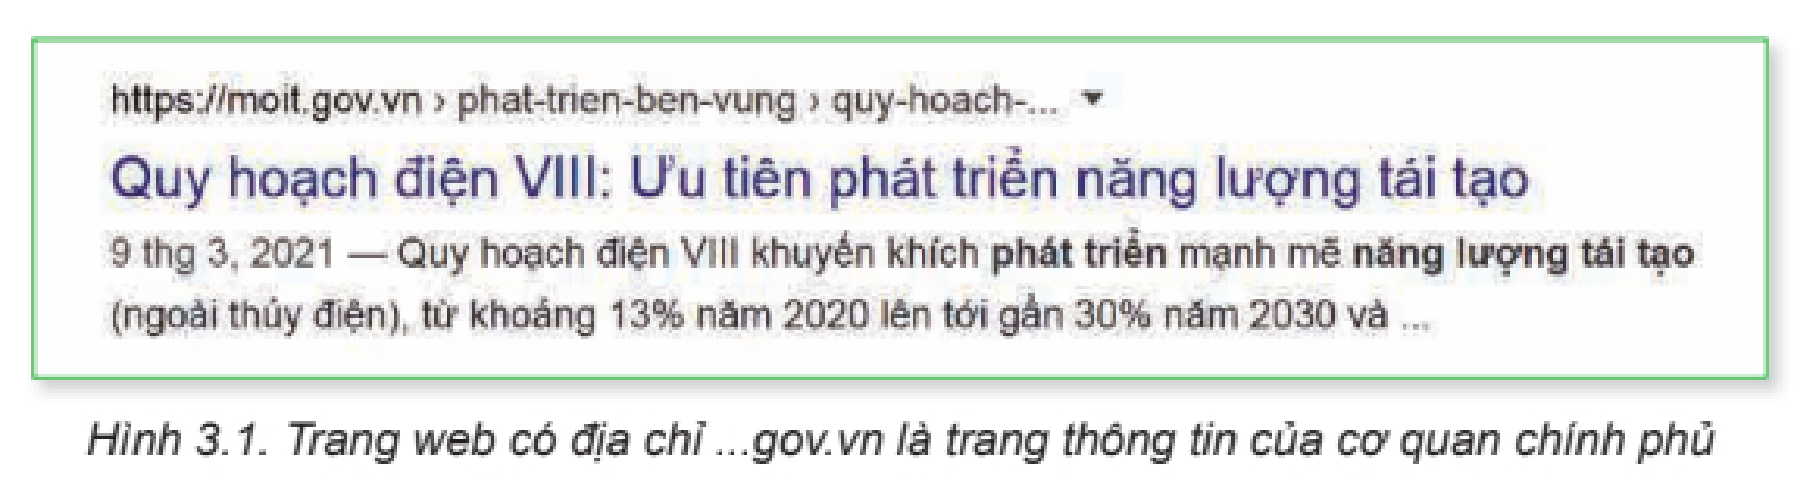 https://moit.gov.vn › phat-trien-ben-vung › quy-hoach-...
Quy hoạch điện VIII: Ưu tiên phát triển năng lượng tái tạo
9 thg 3, 2021 — Quy hoạch điện VIII khuyến khích phát triển mạnh mẽ năng lượng tái tạo
(ngoài thủy điện), từ khoảng 13% năm 2020 lên tới gần 30% năm 2030 và ...
Hình 3.1. Trang web có địa chỉ ...gov.vn là trang thông tin của cơ quan chính phủ